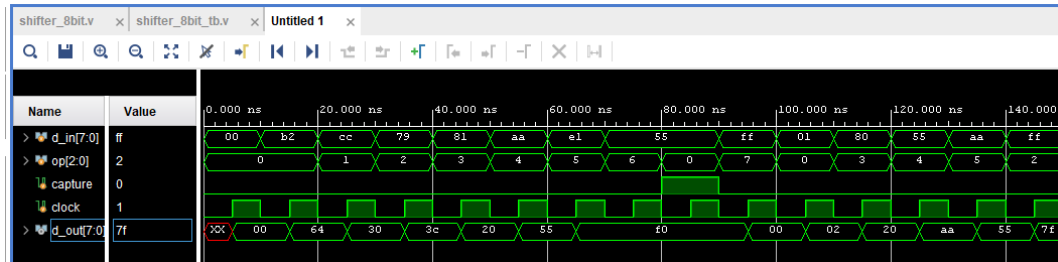 shifter_8bit.v × shifter_8bit_tb.v × Untitled 1 ×
Name Value 0.000 ns 20.000 ns 40.000 ns 60.000 ns 80.000 ns 100.000 ns 120.000 ns 140.000
d_in[7:0] ff 00 b2 cc 79 81 aa e1 55 ff 01 80 55 aa ff
op[2:0] 2 0 1 2 3 4 5 6 0 7 0 3 4 5 2
capture 0
clock 1
d_out[7:0] 7f XX 00 64 30 3c 20 55 f0 00 02 20 aa 55 7f